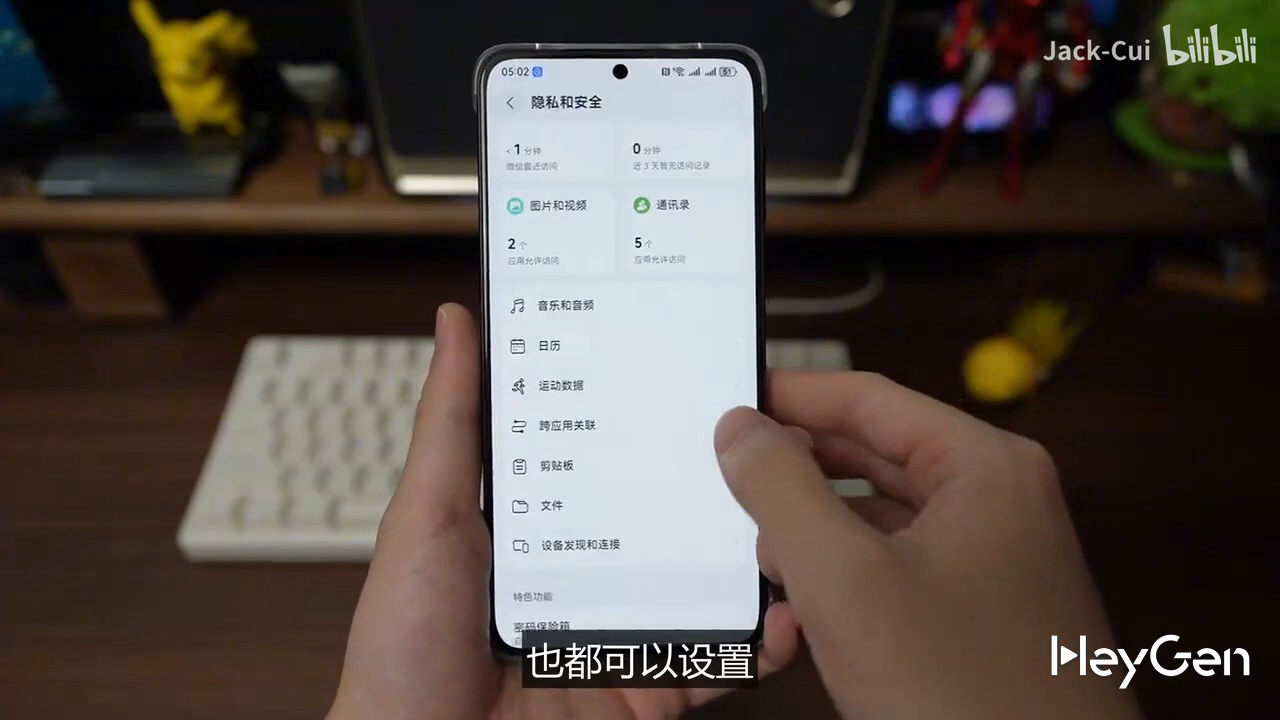 Jack-Cui bilibili
05:02
57
隐私和安全
<1 分钟
微信最近访问
0 分钟
近 3 天暂无访问记录
图片和视频
2 个
应用允许访问
通讯录
5 个
应用允许访问
音乐和音频
日历
运动数据
跨应用关联
剪贴板
文件
设备发现和连接
特色功能
密码保险箱
也都可以设置
HeyGen